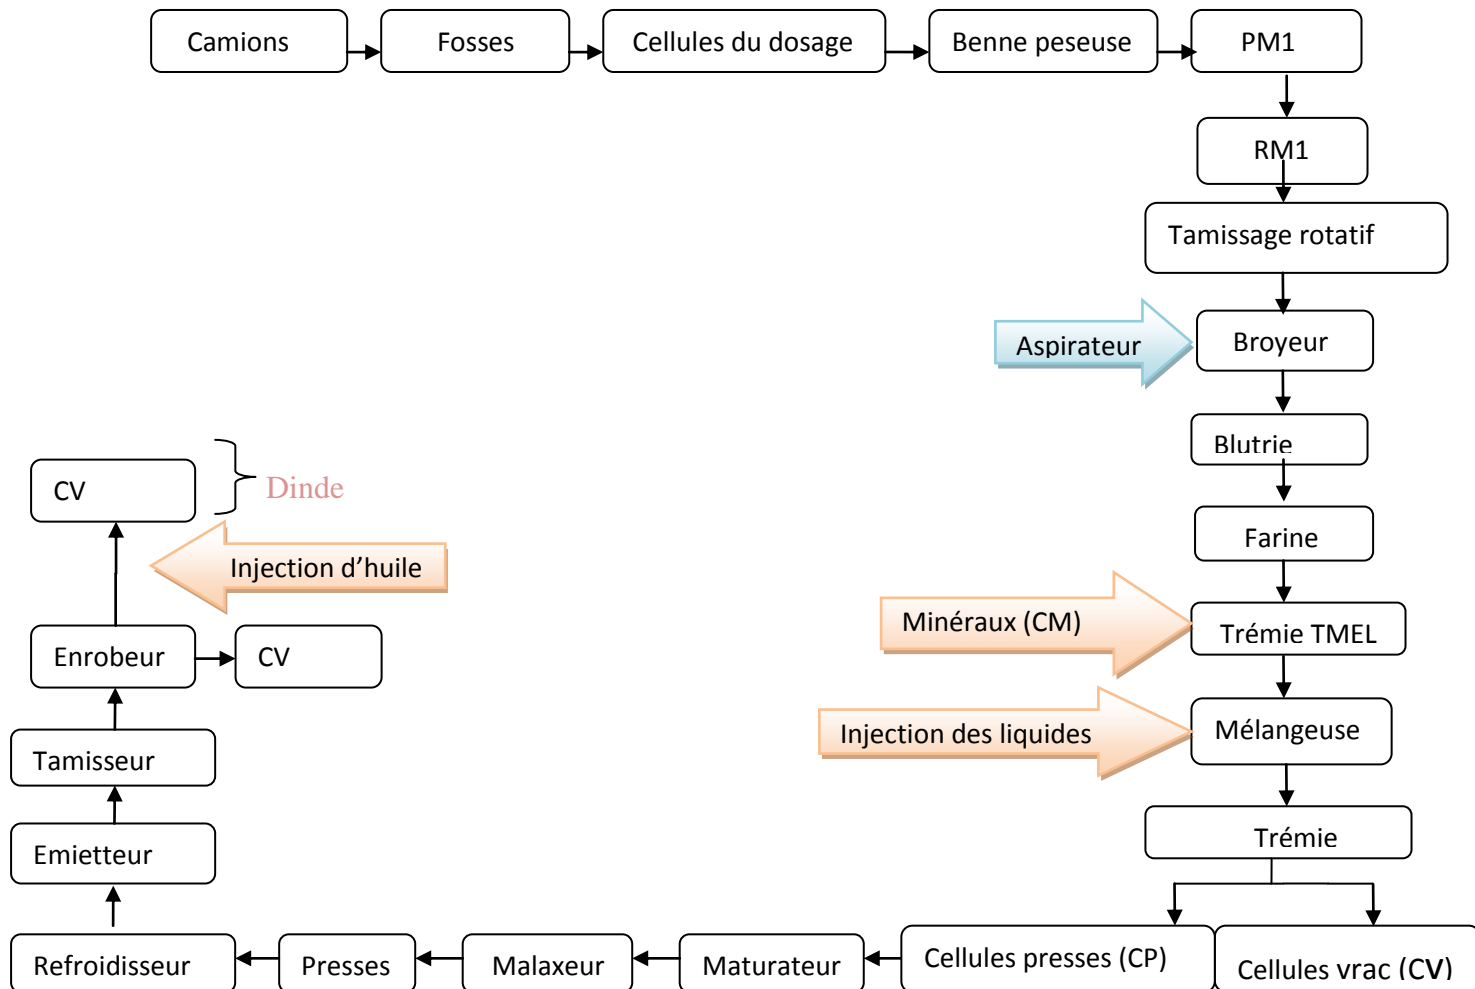 Camions
Fosses
Cellules du dosage
Benne peseuse
PM1
RM1
Tamissage rotatif
Aspirateur
Broyeur
Blutrie
Farine
Minéraux (CM)
Trémie TMEL
Injection des liquides
Mélangeuse
Trémie
Cellules presses (CP)
Cellules vrac (CV)
Maturateur
Malaxeur
Presses
Refroidisseur
Emietteur
Tamisseur
Enrobeur
CV
Injection d’huile
CV
Dinde